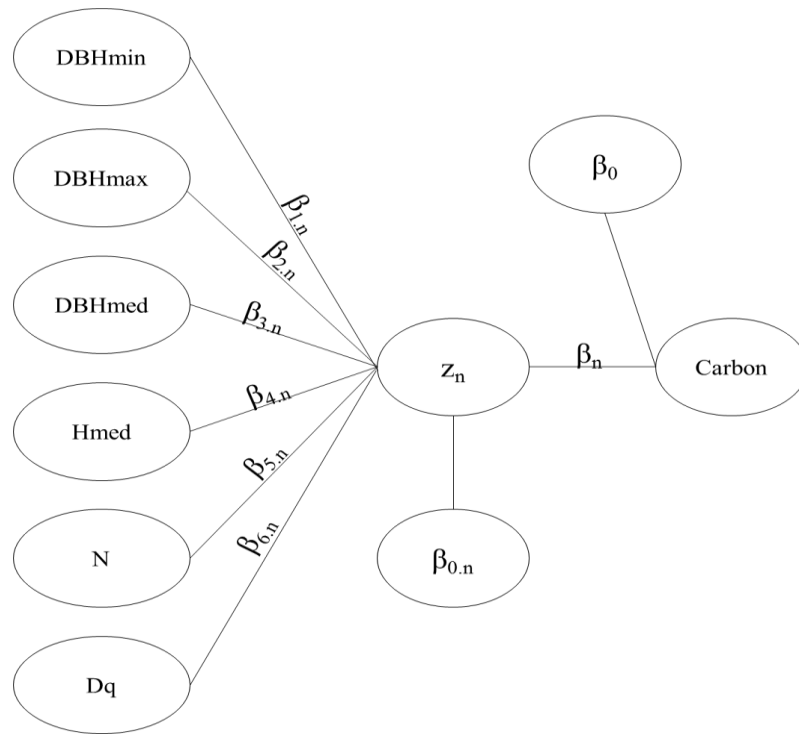 DBHmin
DBHmax
DBHmed
Hmed
N
Dq
β1.n
β2.n
β3.n
β4.n
β5.n
β6.n
zn
β0.n
βn
β0
Carbon